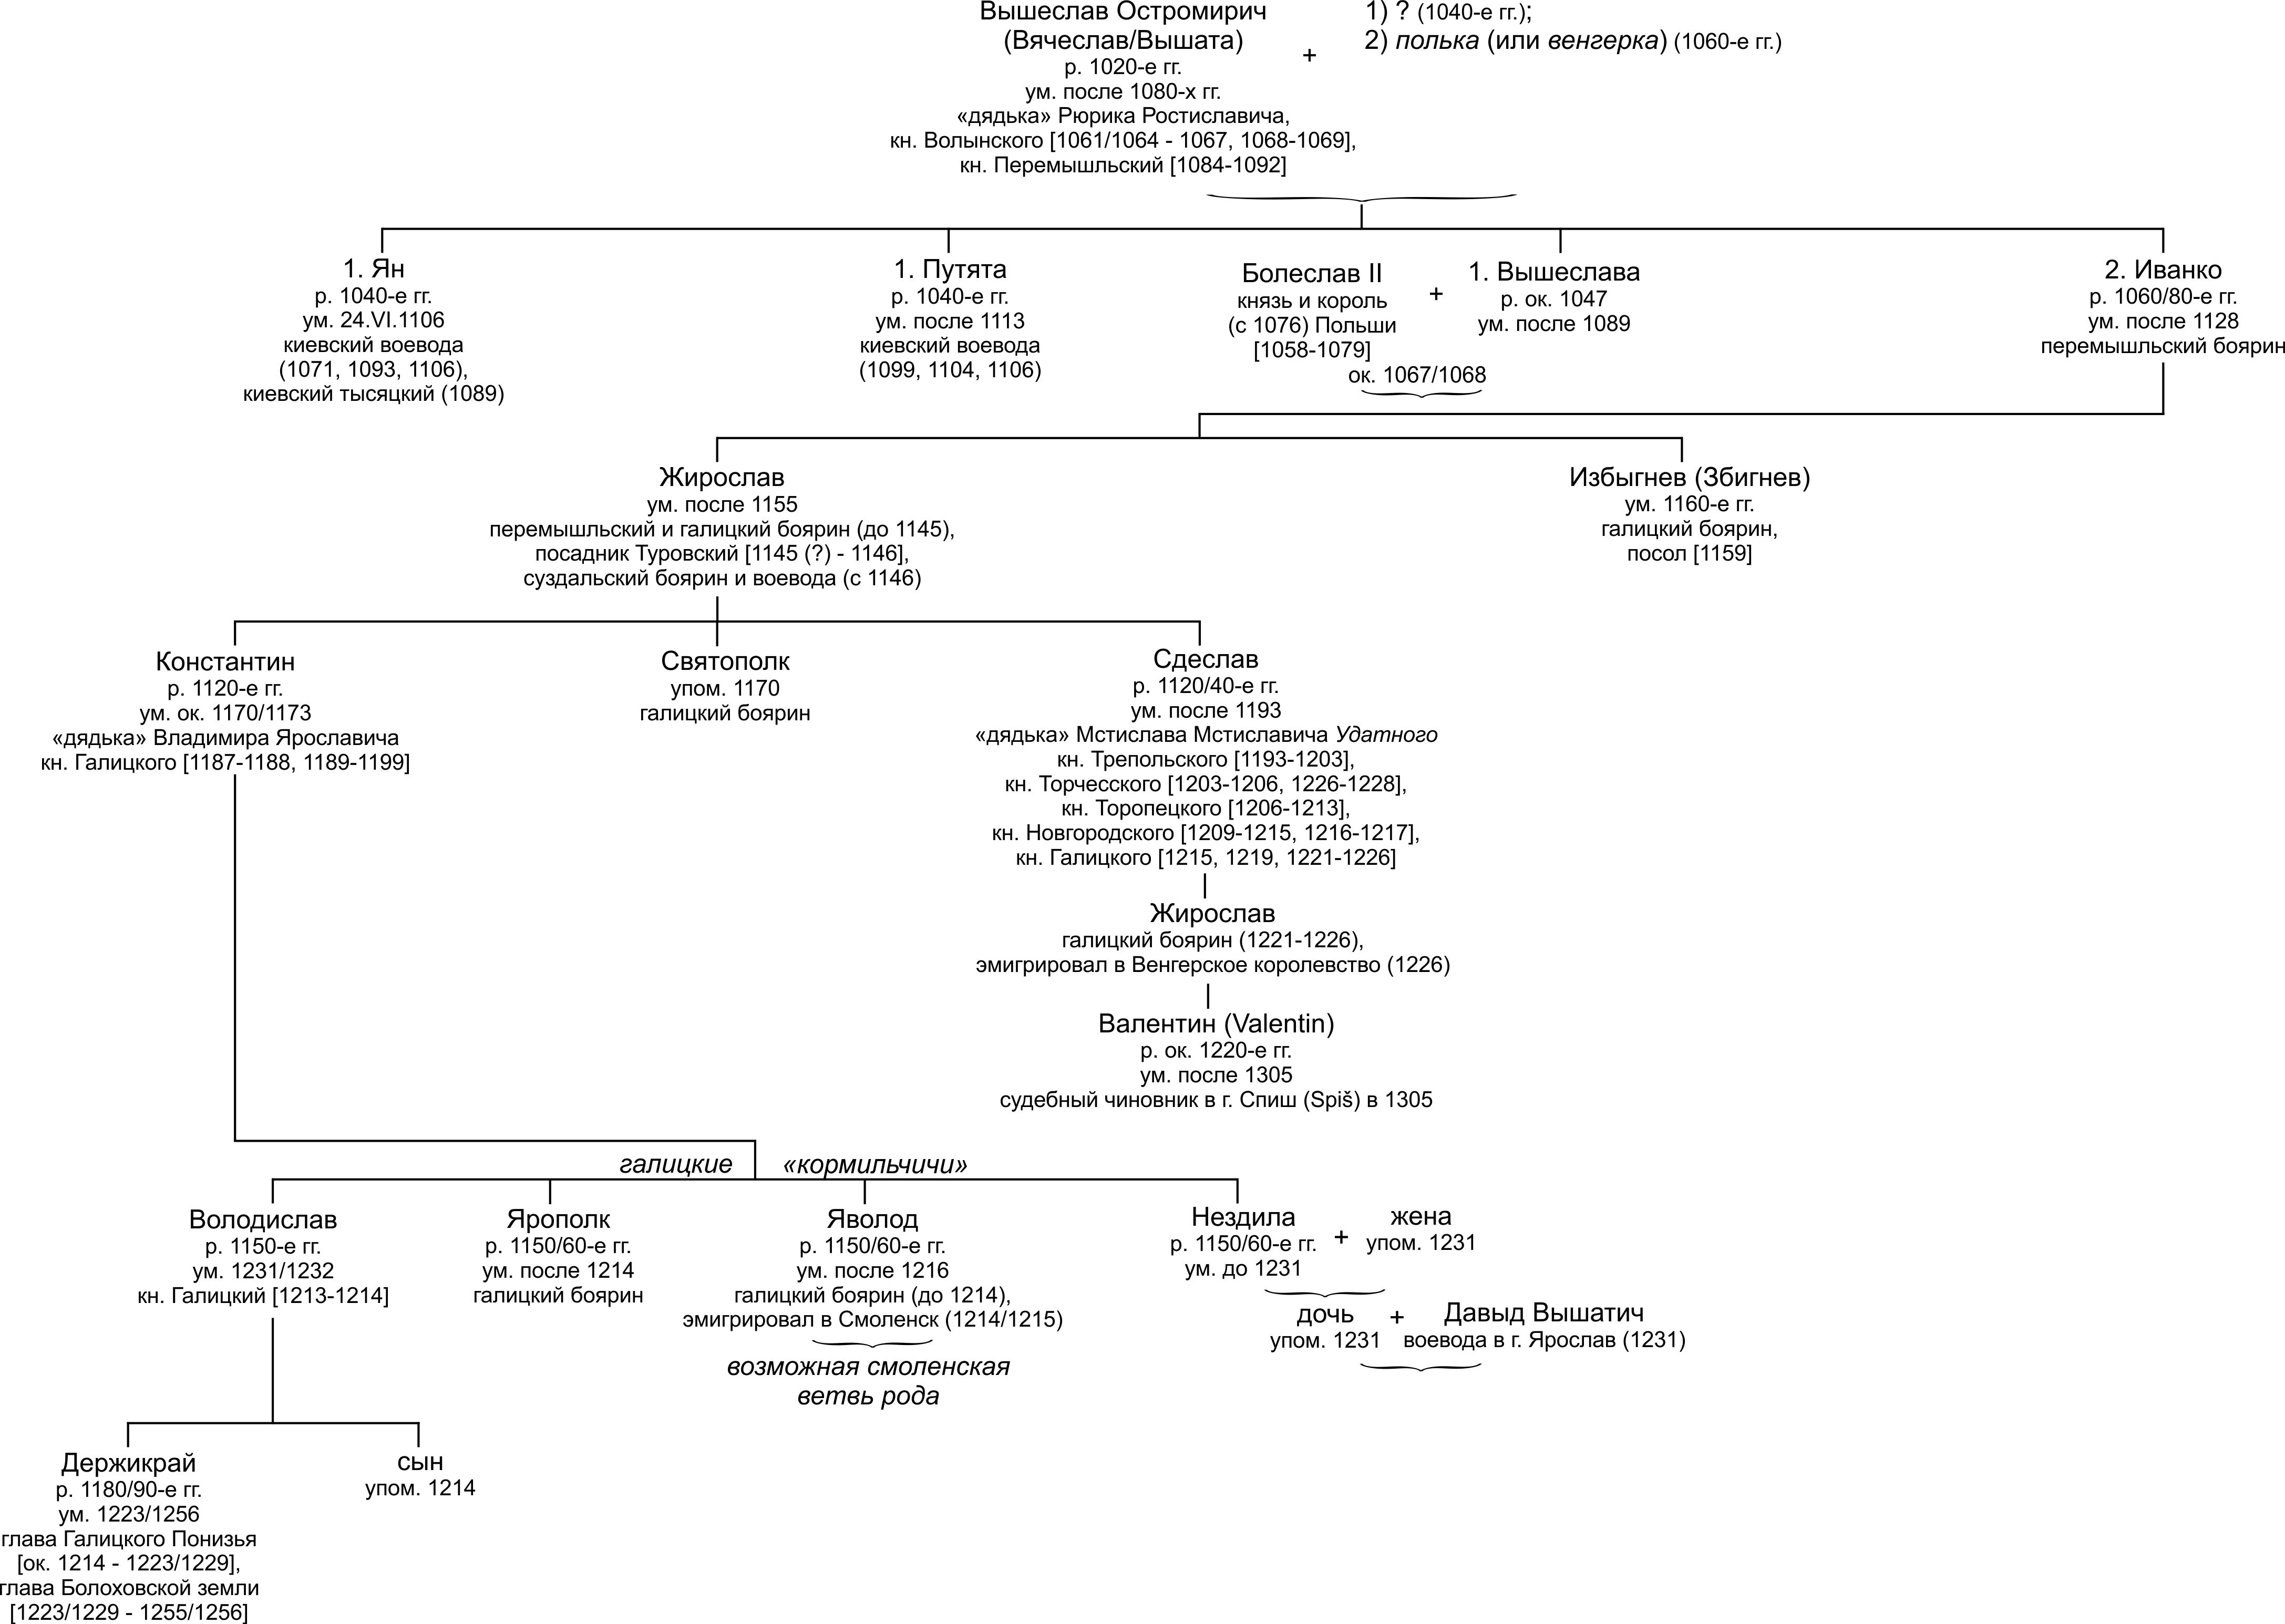 Вышеслав Остромирич
(Вячеслав/Вышата)
р. 1020-е гг.
ум. после 1080-х гг.
«дядька» Рюрика Ростиславича,
кн. Волынского [1061/1064 - 1067, 1068-1069],
кн. Перемышльский [1084-1092]
+
1) ? (1040-е гг.);
2) полька (или венгерка) (1060-е гг.)
1. Ян
р. 1040-е гг.
ум. 24.VI.1106
киевский воевода
(1071, 1093, 1106),
киевский тысяцкий (1089)
1. Путята
р. 1040-е гг.
ум. после 1113
киевский воевода
(1099, 1104, 1106)
Болеслав II
князь и король
(с 1076) Польши
[1058-1079]
+
1. Вышеслава
р. ок. 1047
ум. после 1089
ок. 1067/1068
2. Иванко
р. 1060/80-е гг.
ум. после 1128
перемышльский боярин
Жирослав
ум. после 1155
перемышльский и галицкий боярин (до 1145),
посадник Туровский [1145 (?) - 1146],
суздальский боярин и воевода (с 1146)
Избыгнев (Збигнев)
ум. 1160-е гг.
галицкий боярин,
посол [1159]
Константин
р. 1120-е гг.
ум. ок. 1170/1173
«дядька» Владимира Ярославича
кн. Галицкого [1187-1188, 1189-1199]
Святополк
упом. 1170
галицкий боярин
Сдеслав
р. 1120/40-е гг.
ум. после 1193
«дядька» Мстислава Мстиславича Удатного
кн. Трепольского [1193-1203],
кн. Торчесского [1203-1206, 1226-1228],
кн. Торопецкого [1206-1213],
кн. Новгородского [1209-1215, 1216-1217],
кн. Галицкого [1215, 1219, 1221-1226]
Жирослав
галицкий боярин (1221-1226),
эмигрировал в Венгерское королевство (1226)
Валентин (Valentin)
р. ок. 1220-е гг.
ум. после 1305
судебный чиновник в г. Спиш (Spiš) в 1305
галицкие «кормильчичи»
Володислав
р. 1150-е гг.
ум. 1231/1232
кн. Галицкий [1213-1214]
Ярополк
р. 1150/60-е гг.
ум. после 1214
галицкий боярин
Яволод
р. 1150/60-е гг.
ум. после 1216
галицкий боярин (до 1214),
эмигрировал в Смоленск (1214/1215)
возможная смоленская
ветвь рода
Нездила
р. 1150/60-е гг.
ум. до 1231
+
жена
упом. 1231
дочь
упом. 1231
+
Давыд Вышатич
воевода в г. Ярослав (1231)
Держикрай
р. 1180/90-е гг.
ум. 1223/1256
глава Галицкого Понизья
[ок. 1214 - 1223/1229],
глава Болоховской земли
[1223/1229 - 1255/1256]
сын
упом. 1214